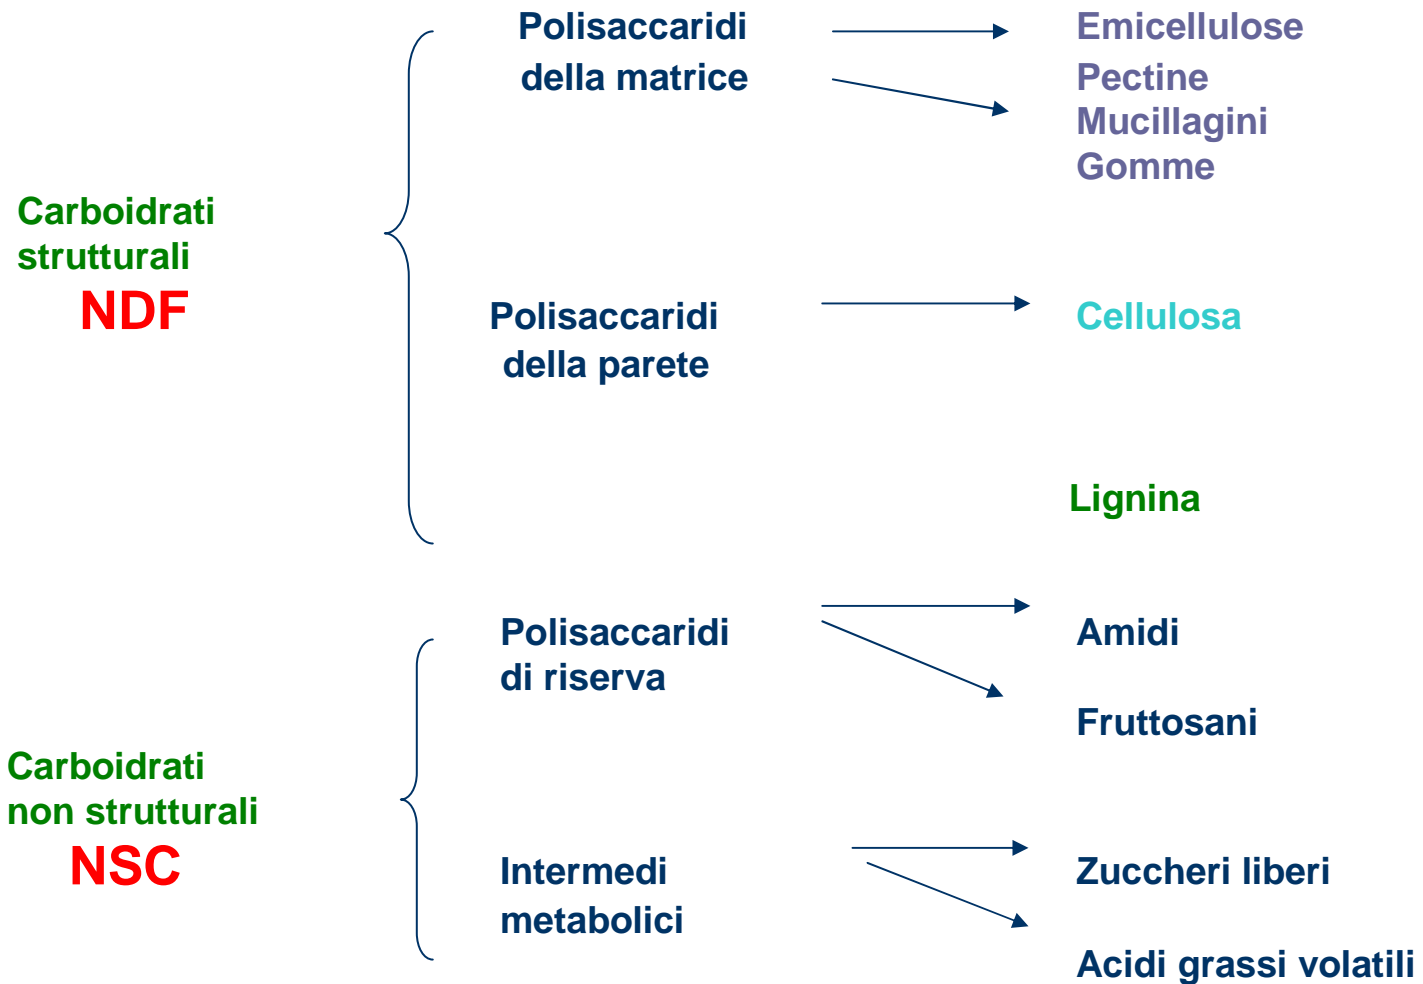 Polisaccaridi
della matrice
Emicellulose
Pectine
Mucillagini
Gomme
Carboidrati
strutturali
NDF
Polisaccaridi
della parete
Cellulosa
Lignina
Polisaccaridi
di riserva
Amidi
Fruttosani
Carboidrati
non strutturali
NSC
Intermedi
metabolici
Zuccheri liberi
Acidi grassi volatili